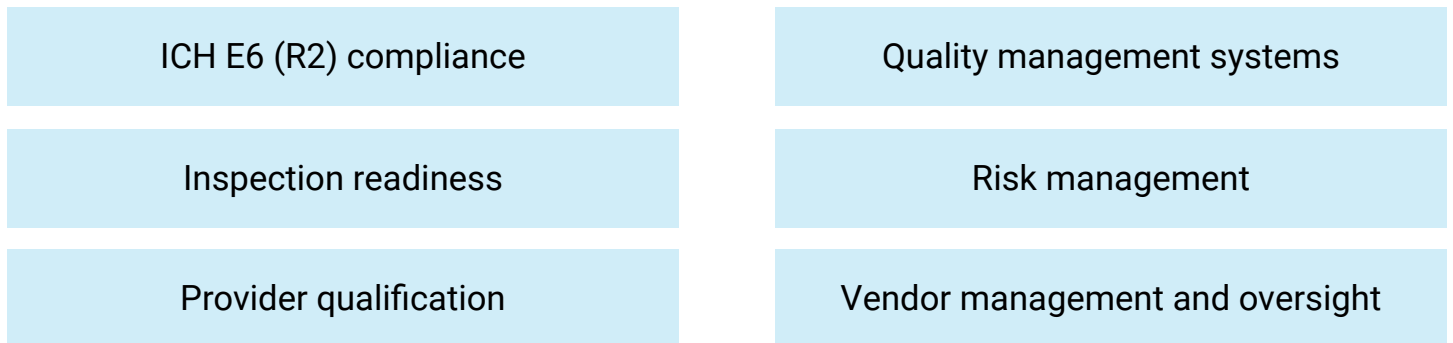 ICH E6 (R2) compliance
Quality management systems
Inspection readiness
Risk management
Provider qualification
Vendor management and oversight